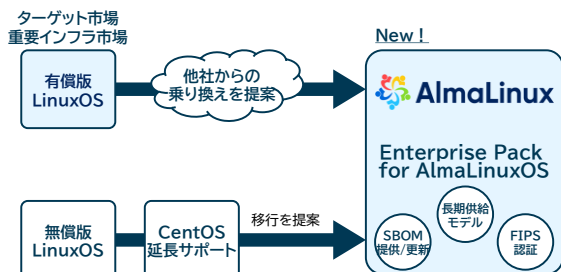 ターゲット市場
重要インフラ市場
有償版
LinuxOS
他社からの
乗り換えを提案
New！
AlmaLinux
Enterprise Pack
for AlmaLinuxOS
長期供給
モデル
SBOM
提供/更新
FIPS
認証
無償版
LinuxOS
CentOS
延長サポート
移行を提案